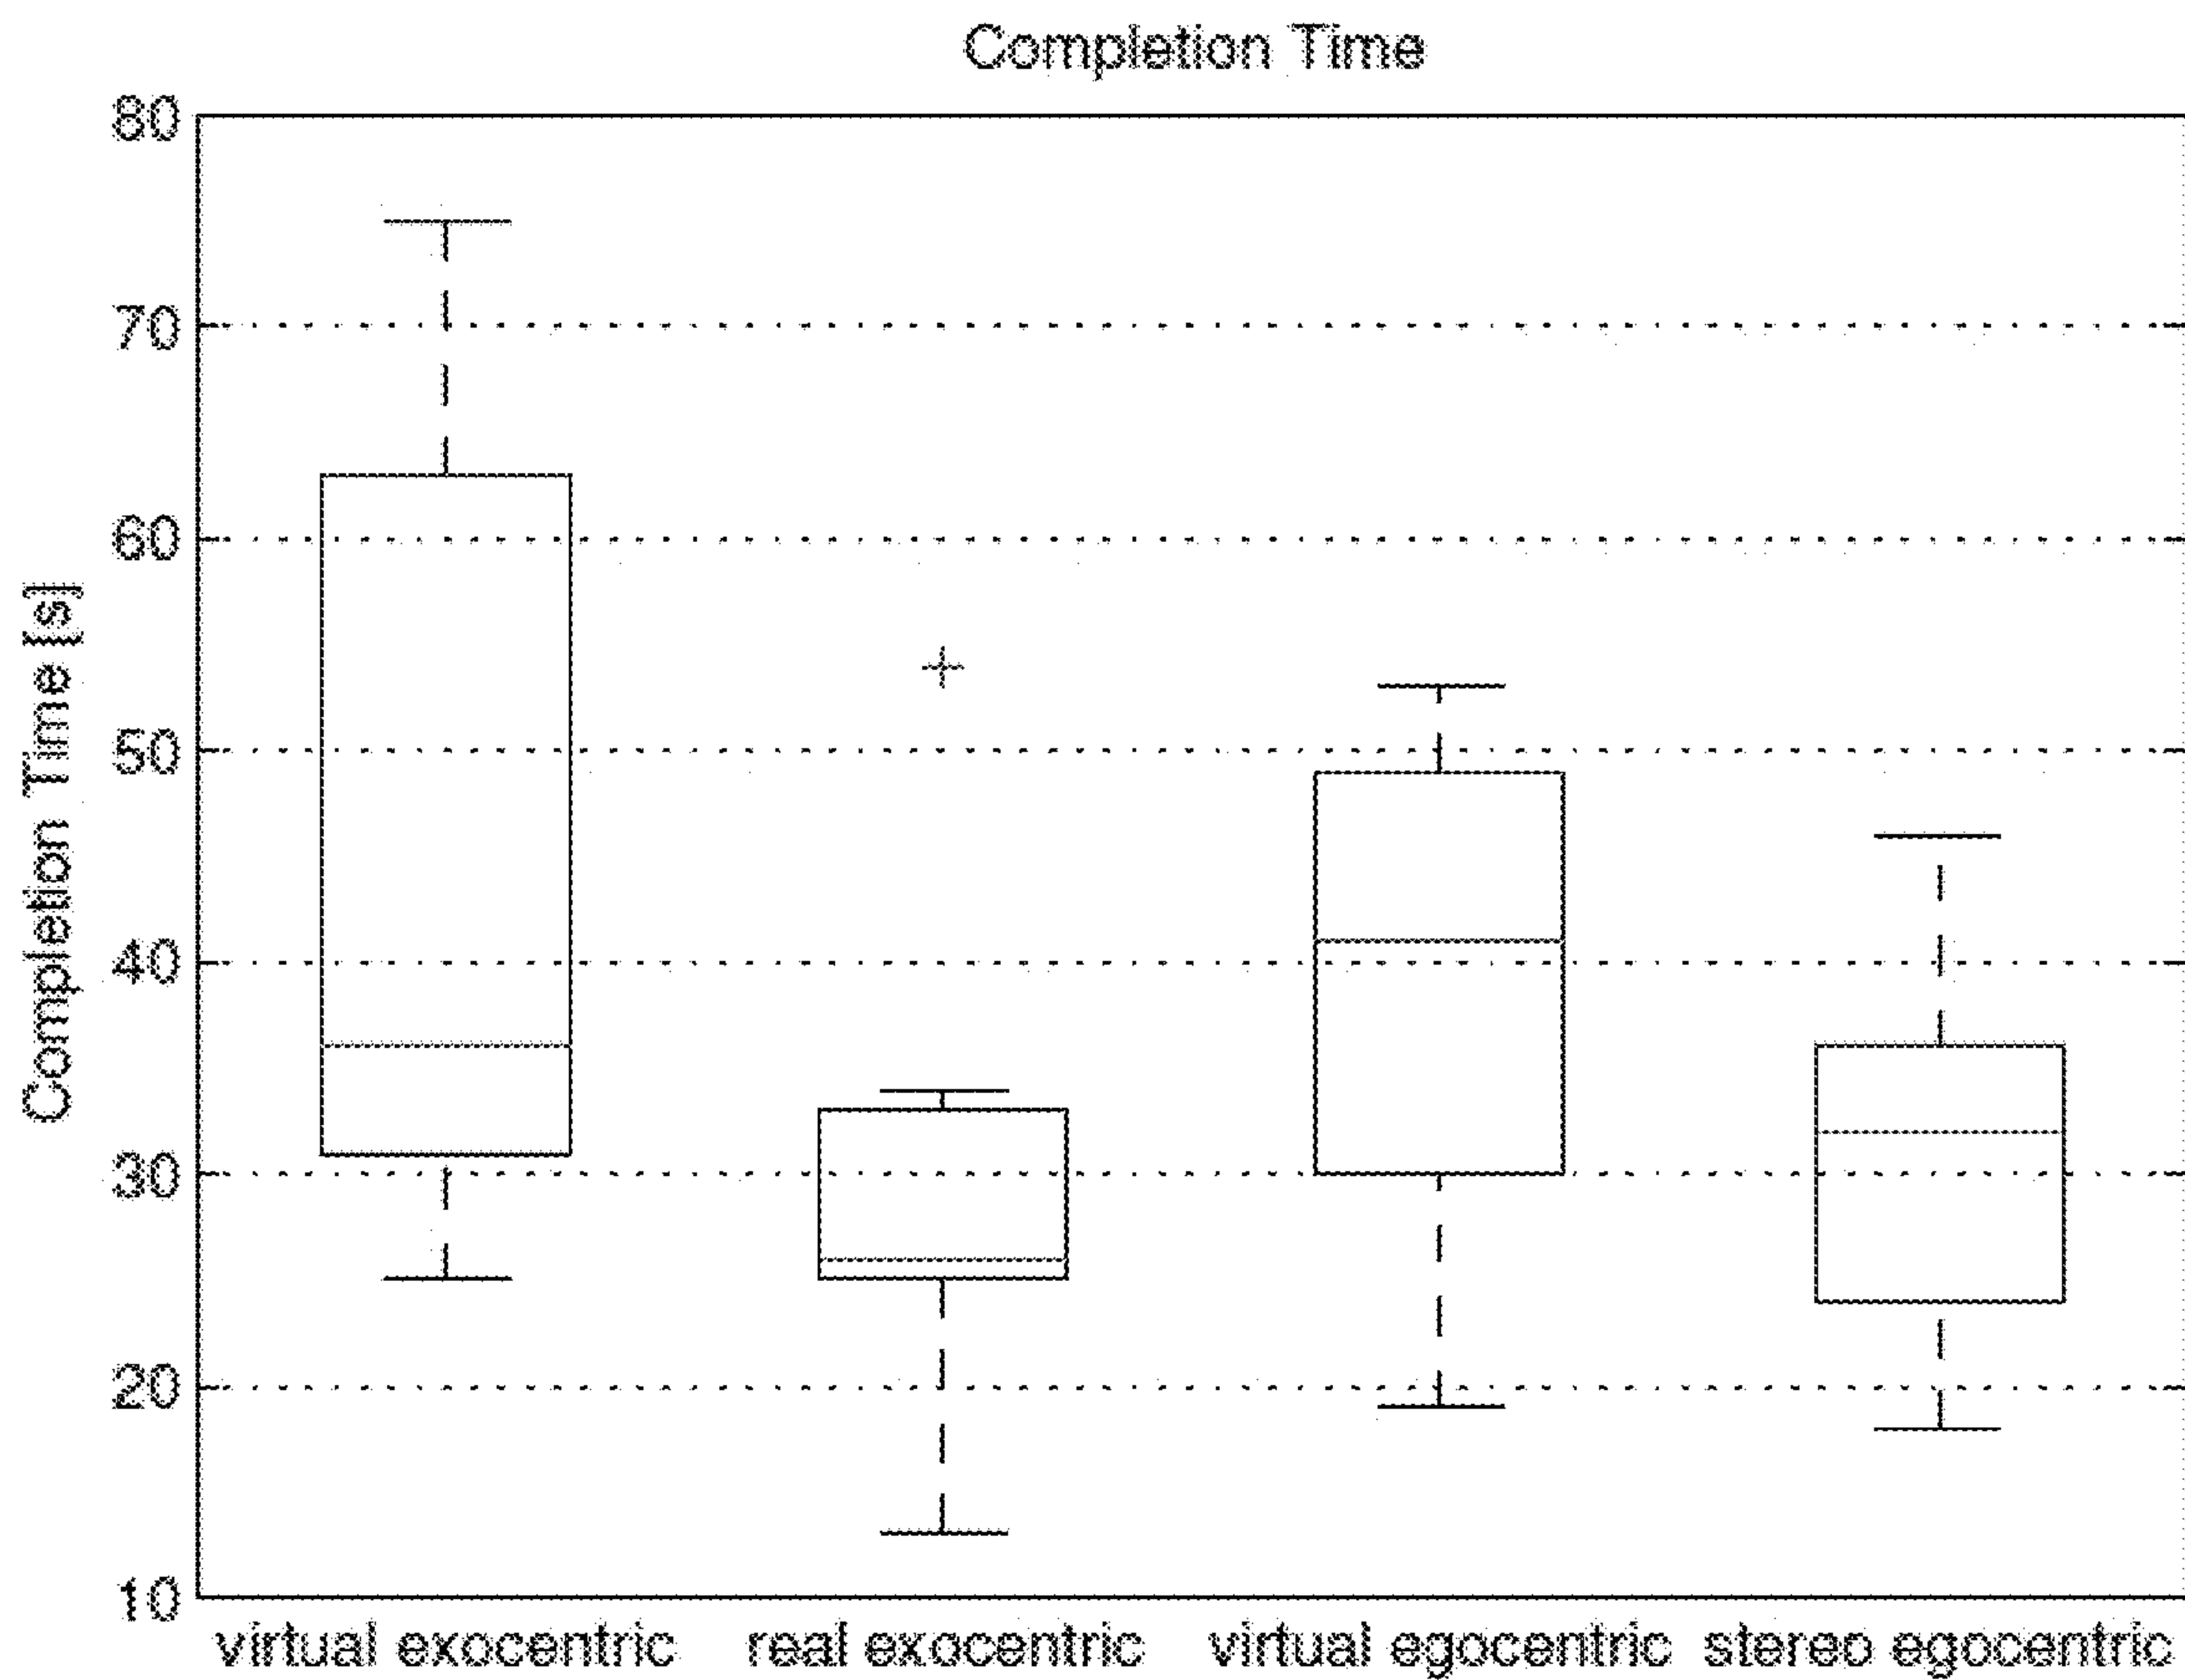 Completion Time
80
70
60
50
40
30
20
10
Completion Time [s]
virtual exocentric real exocentric virtual egocentric stereo egocentric